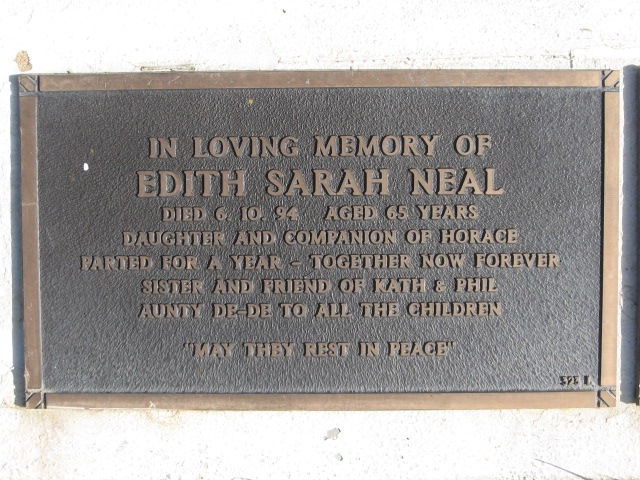 IN LOVING MEMORY OF
EDITH SARAH NEAL
DIED 6. 10. 94 AGED 65 YEARS
DAUGHTER AND COMPANION OF HORACE
PARTED FOR A YEAR - TOGETHER NOW FOREVER
SISTER AND FRIEND OF KATH & PHIL
AUNTY DE-DE TO ALL THE CHILDREN
"MAY THEY REST IN PEACE"